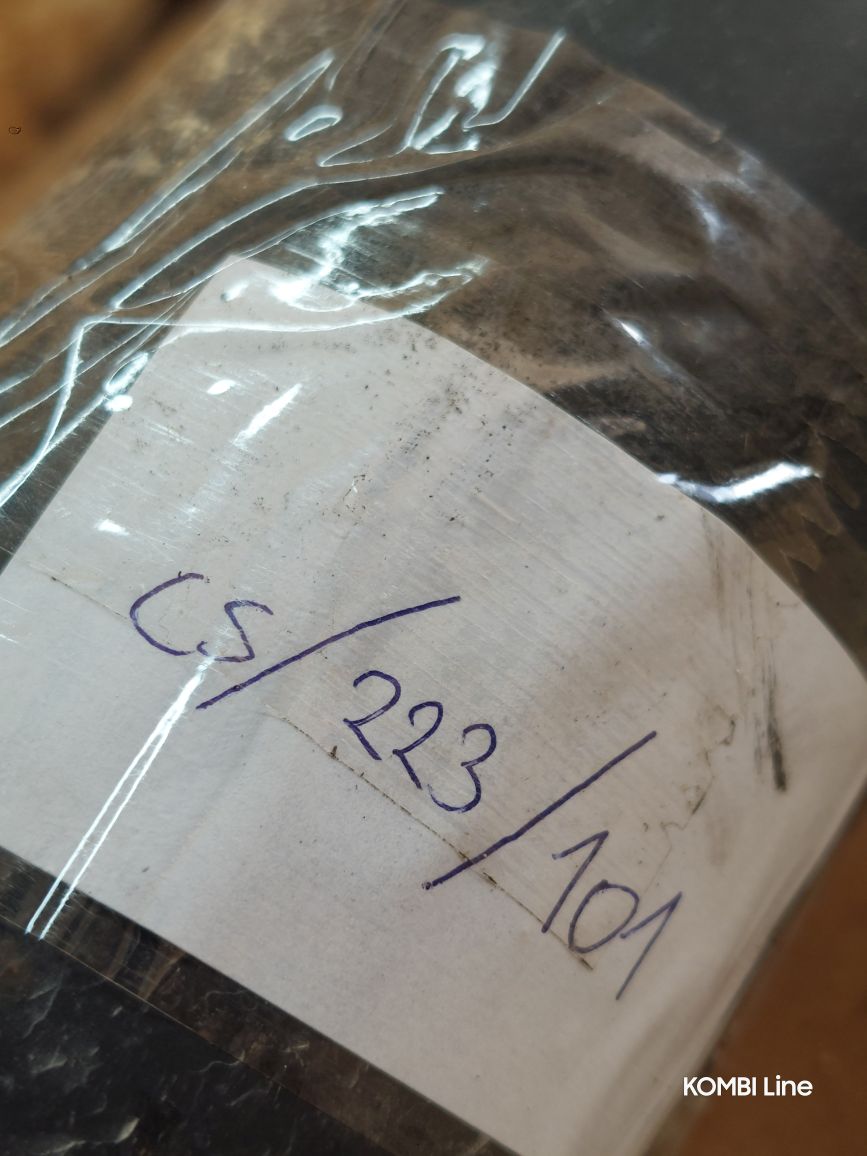 CS/223/101
KOMBI Line